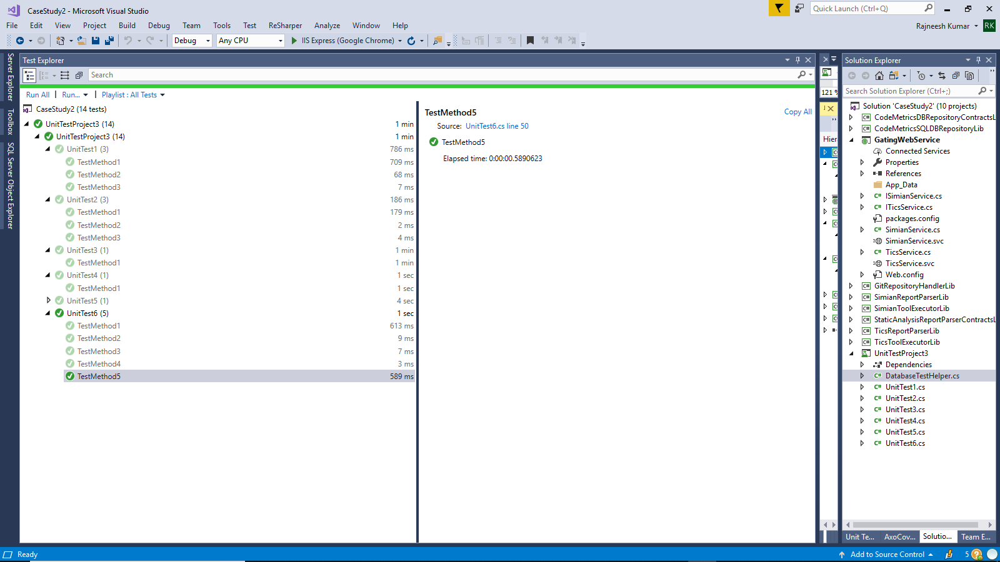 CaseStudy2 - Microsoft Visual Studio
Quick Launch (Ctrl+Q)
File Edit View Project Build Debug Team Tools Test ReSharper Analyze Window Help
Rajneesh Kumar RK
Debug Any CPU IIS Express (Google Chrome)
Server Explorer
Toolbox
SQL Server Object Explorer
Test Explorer
Search
Run All | Run... | Playlist : All Tests
CaseStudy2 (14 tests)
UnitTestProject3 (14) 1 min
UnitTestProject3 (14) 1 min
UnitTest1 (3) 786 ms
TestMethod1 709 ms
TestMethod2 68 ms
TestMethod3 7 ms
UnitTest2 (3) 186 ms
TestMethod1 179 ms
TestMethod2 2 ms
TestMethod3 4 ms
UnitTest3 (1) 1 min
TestMethod1 1 min
UnitTest4 (1) 1 sec
TestMethod1 1 sec
UnitTest5 (1) 4 sec
UnitTest6 (5) 1 sec
TestMethod1 613 ms
TestMethod2 9 ms
TestMethod3 7 ms
TestMethod4 3 ms
TestMethod5 589 ms
TestMethod5
Copy All
Source: UnitTest6.cs line 50
TestMethod5
Elapsed time: 0:00:00.5890623
121 %
Hier
Solution Explorer
Search Solution Explorer (Ctrl+;)
Solution 'CaseStudy2' (10 projects)
CodeMetricsDBRepositoryContractsL
CodeMetricsSQLDBRepositoryLib
GatingWebService
Connected Services
Properties
References
App_Data
ISimianService.cs
ITicsService.cs
packages.config
SimianService.cs
SimianService.svc
TicsService.cs
TicsService.svc
Web.config
GitRepositoryHandlerLib
SimianReportParserLib
SimianToolExecutorLib
StaticAnalysisReportParserContractsL
TicsReportParserLib
TicsToolExecutorLib
UnitTestProject3
Dependencies
DatabaseTestHelper.cs
UnitTest1.cs
UnitTest2.cs
UnitTest3.cs
UnitTest4.cs
UnitTest5.cs
UnitTest6.cs
Unit Te... AxoCov... Solutio... Team E...
Ready
Add to Source Control 5